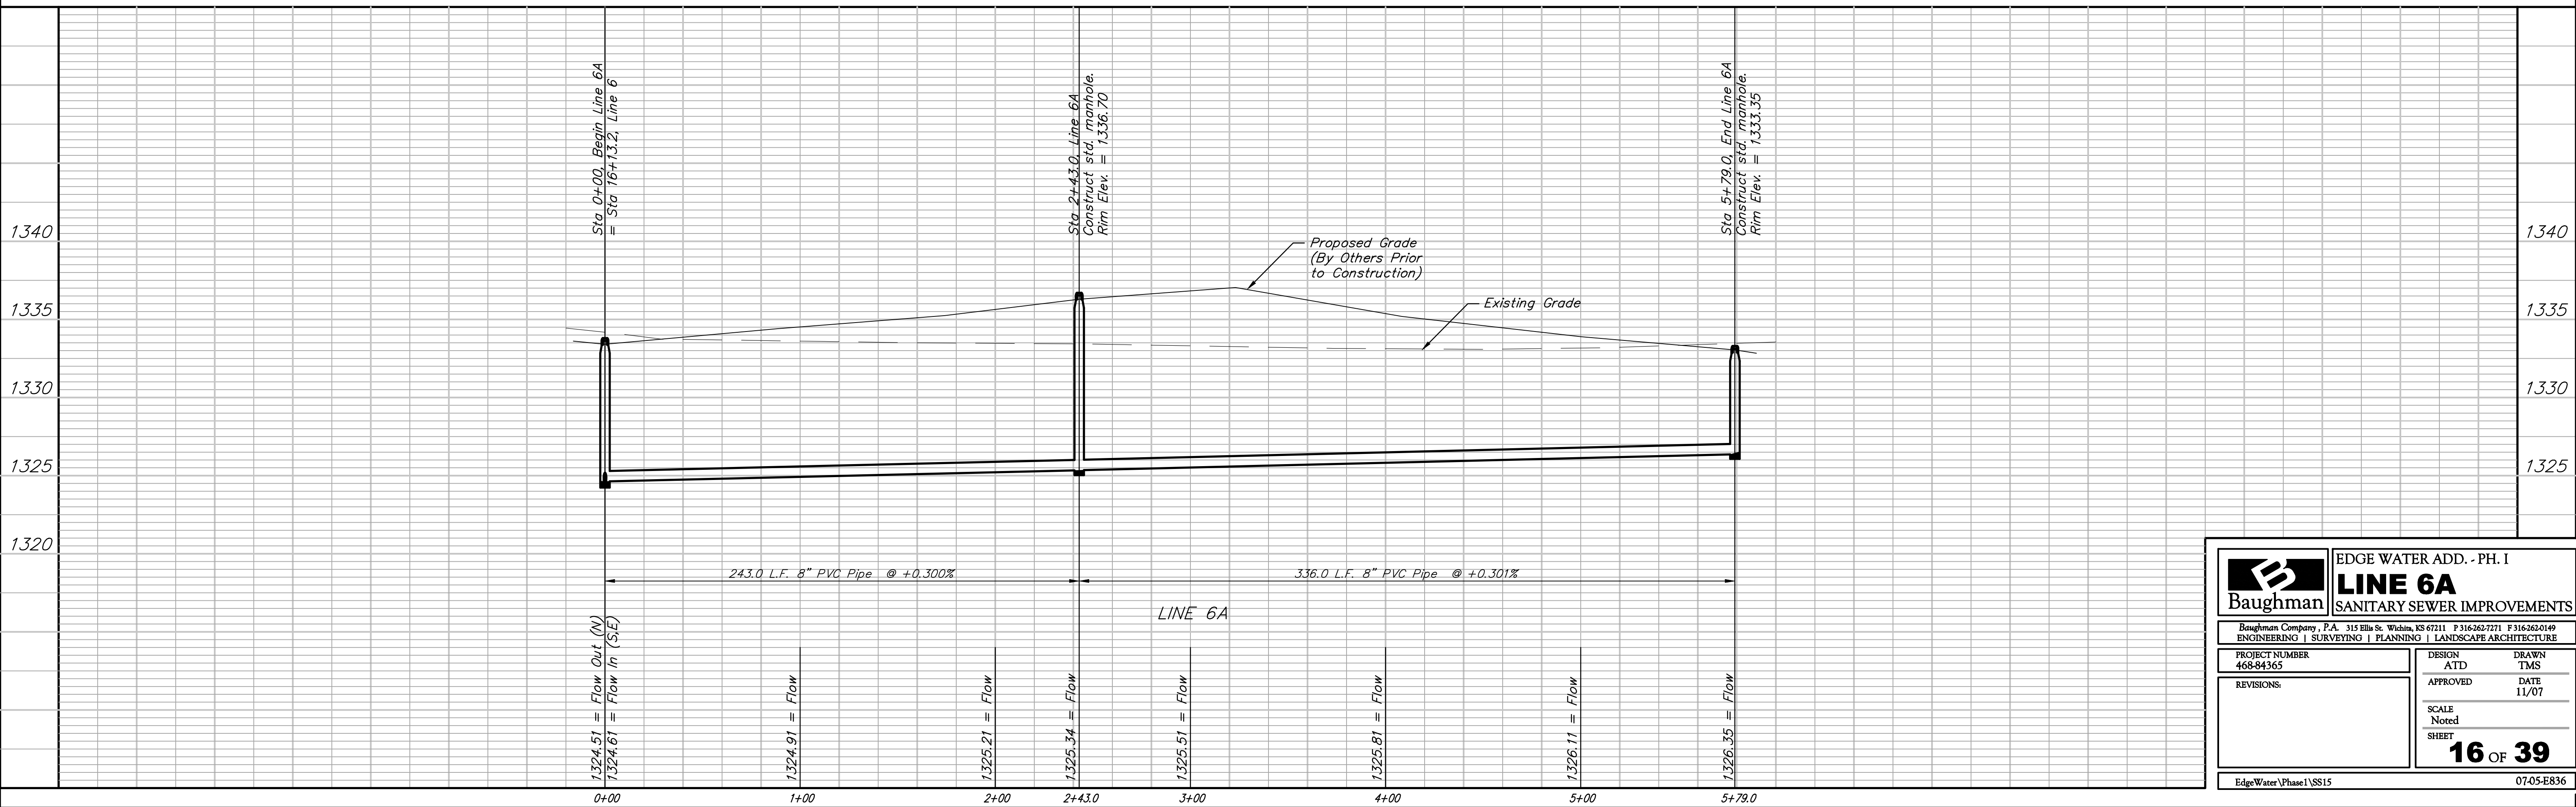 Sta 0+00, Begin Line 6A
= Sta 16+13.2, Line 6
Sta 2+43.0, Line 6A
Construct std. manhole.
Rim Elev. = 1336.70
Sta 5+79.0, End Line 6A
Construct std. manhole.
Rim Elev. = 1333.35
1340
1340
Proposed Grade
(By Others Prior
to Construction)
Existing Grade
1335
1335
1330
1330
1325
1325
1320
243.0 L.F. 8" PVC Pipe @ +0.300%
336.0 L.F. 8" PVC Pipe @ +0.301%
LINE 6A
1324.51 = Flow Out (N)
1324.61 = Flow In (S,E)
1324.91 = Flow
1325.21 = Flow
1325.34 = Flow
1325.51 = Flow
1325.81 = Flow
1326.11 = Flow
1326.35 = Flow
0+00
1+00
2+00
2+43.0
3+00
4+00
5+00
5+79.0
B
Baughman
EDGE WATER ADD. - PH. I
LINE 6A
SANITARY SEWER IMPROVEMENTS
Baughman Company, P.A. 315 Ellis St. Wichita, KS 67211 P 316-262-7271 F 316-262-0149
ENGINEERING | SURVEYING | PLANNING | LANDSCAPE ARCHITECTURE
PROJECT NUMBER
468-84365
DESIGN
ATD
DRAWN
TMS
REVISIONS:
APPROVED
DATE
11/07
SCALE
Noted
SHEET
16 OF 39
EdgeWater\Phase1\SS15
07-05-E836